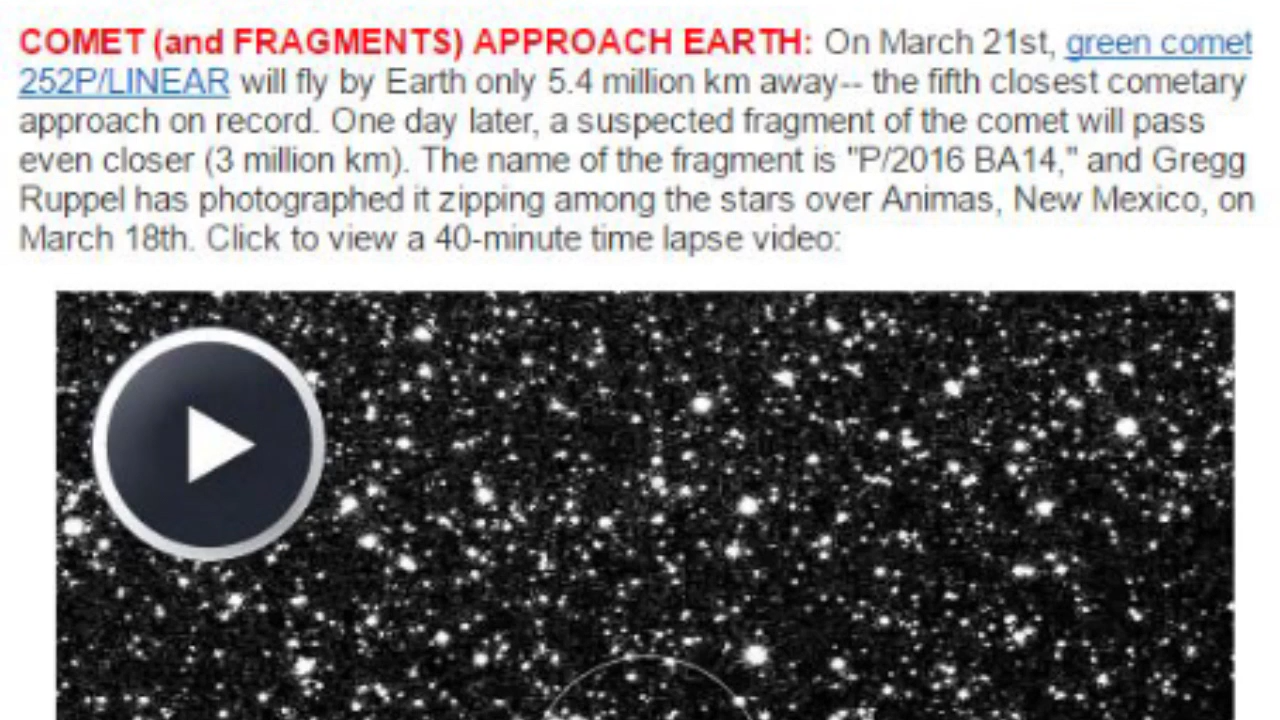 COMET (and FRAGMENTS) APPROACH EARTH: On March 21st, green comet
252P/LINEAR will fly by Earth only 5.4 million km away-- the fifth closest cometary
approach on record. One day later, a suspected fragment of the comet will pass
even closer (3 million km). The name of the fragment is "P/2016 BA14," and Gregg
Ruppel has photographed it zipping among the stars over Animas, New Mexico, on
March 18th. Click to view a 40-minute time lapse video: